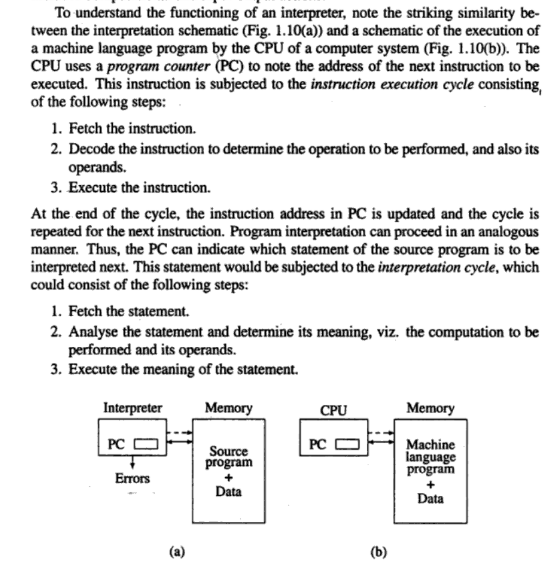 To understand the functioning of an interpreter, note the striking similarity be-
tween the interpretation schematic (Fig. 1.10(a)) and a schematic of the execution of
a machine language program by the CPU of a computer system (Fig. 1.10(b)). The
CPU uses a program counter (PC) to note the address of the next instruction to be
executed. This instruction is subjected to the instruction execution cycle consisting
of the following steps:
1. Fetch the instruction.
2. Decode the instruction to determine the operation to be performed, and also its
operands.
3. Execute the instruction.
At the end of the cycle, the instruction address in PC is updated and the cycle is
repeated for the next instruction. Program interpretation can proceed in an analogous
manner. Thus, the PC can indicate which statement of the source program is to be
interpreted next. This statement would be subjected to the interpretation cycle, which
could consist of the following steps:
1. Fetch the statement.
2. Analyse the statement and determine its meaning, viz. the computation to be
performed and its operands.
3. Execute the meaning of the statement.
Interpreter
Memory
PC
Source
program
+
Data
Errors
(a)
CPU
Memory
PC
Machine
language
program
+
Data
(b)